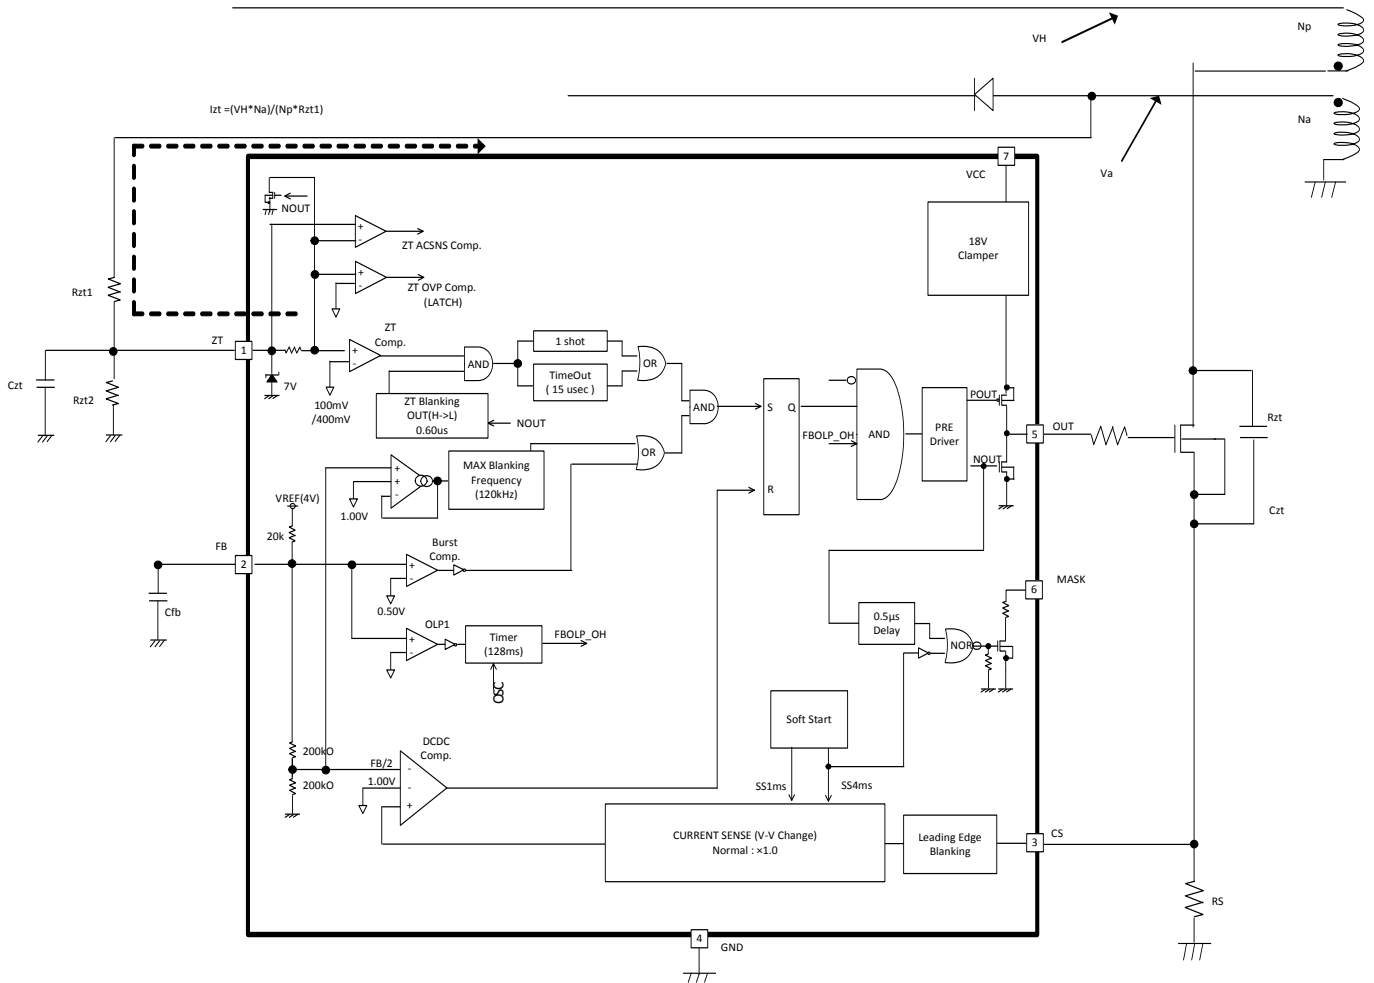 VH
Np
Izt =(VH*Na)/(Np*Rzt1)
Na
Va
7
VCC
NOUT
18V
Clamper
ZT ACSNS Comp.
ZT OVP Comp.
(LATCH)
Rzt1
ZT
1
ZT
Comp.
1 shot
AND
OR
TimeOut
( 15 usec )
Czt
Rzt2
7V
100mV
/400mV
ZT Blanking
OUT(H->L)
0.60us
NOUT
AND
S
Q
FBOLP_OH
AND
PRE
Driver
POUT
NOUT
5
OUT
Rzt
Czt
OR
MAX Blanking
Frequency
(120kHz)
R
1.00V
VREF(4V)
20k
FB
2
Burst
Comp.
0.50V
Cfb
OLP1
Timer
(128ms)
FBOLP_OH
OSC
6
MASK
0.5μs
Delay
NOR
Soft Start
SS1ms
SS4ms
200kO
200kO
FB/2
1.00V
DCDC
Comp.
CURRENT SENSE (V-V Change)
Normal : ×1.0
Leading Edge
Blanking
3
CS
RS
4
GND
+
-
+
-
+
-
+
+
-
+
-
+
-
-
-
+